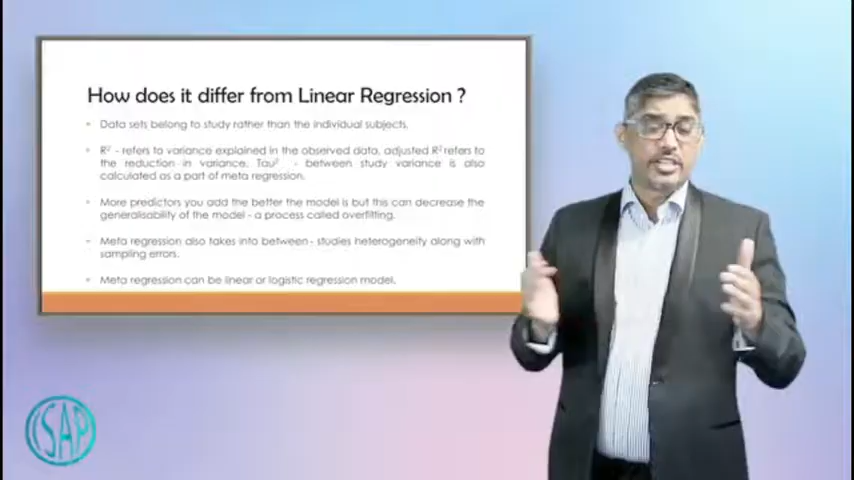 How does it differ from Linear Regression ?
Data sets belong to study rather than the individual subjects.
R² - refers to variance explained in the observed data, adjusted R² refers to
the reduction in variance. Tau² - between study variance is also
calculated as a part of meta regression.
More predictors you add the better the model is but this can decrease the
generalisability of the model - a process called overfitting.
Meta regression also takes into between - studies heterogeneity along with
sampling errors.
Meta regression can be linear or logistic regression model.
ISAP